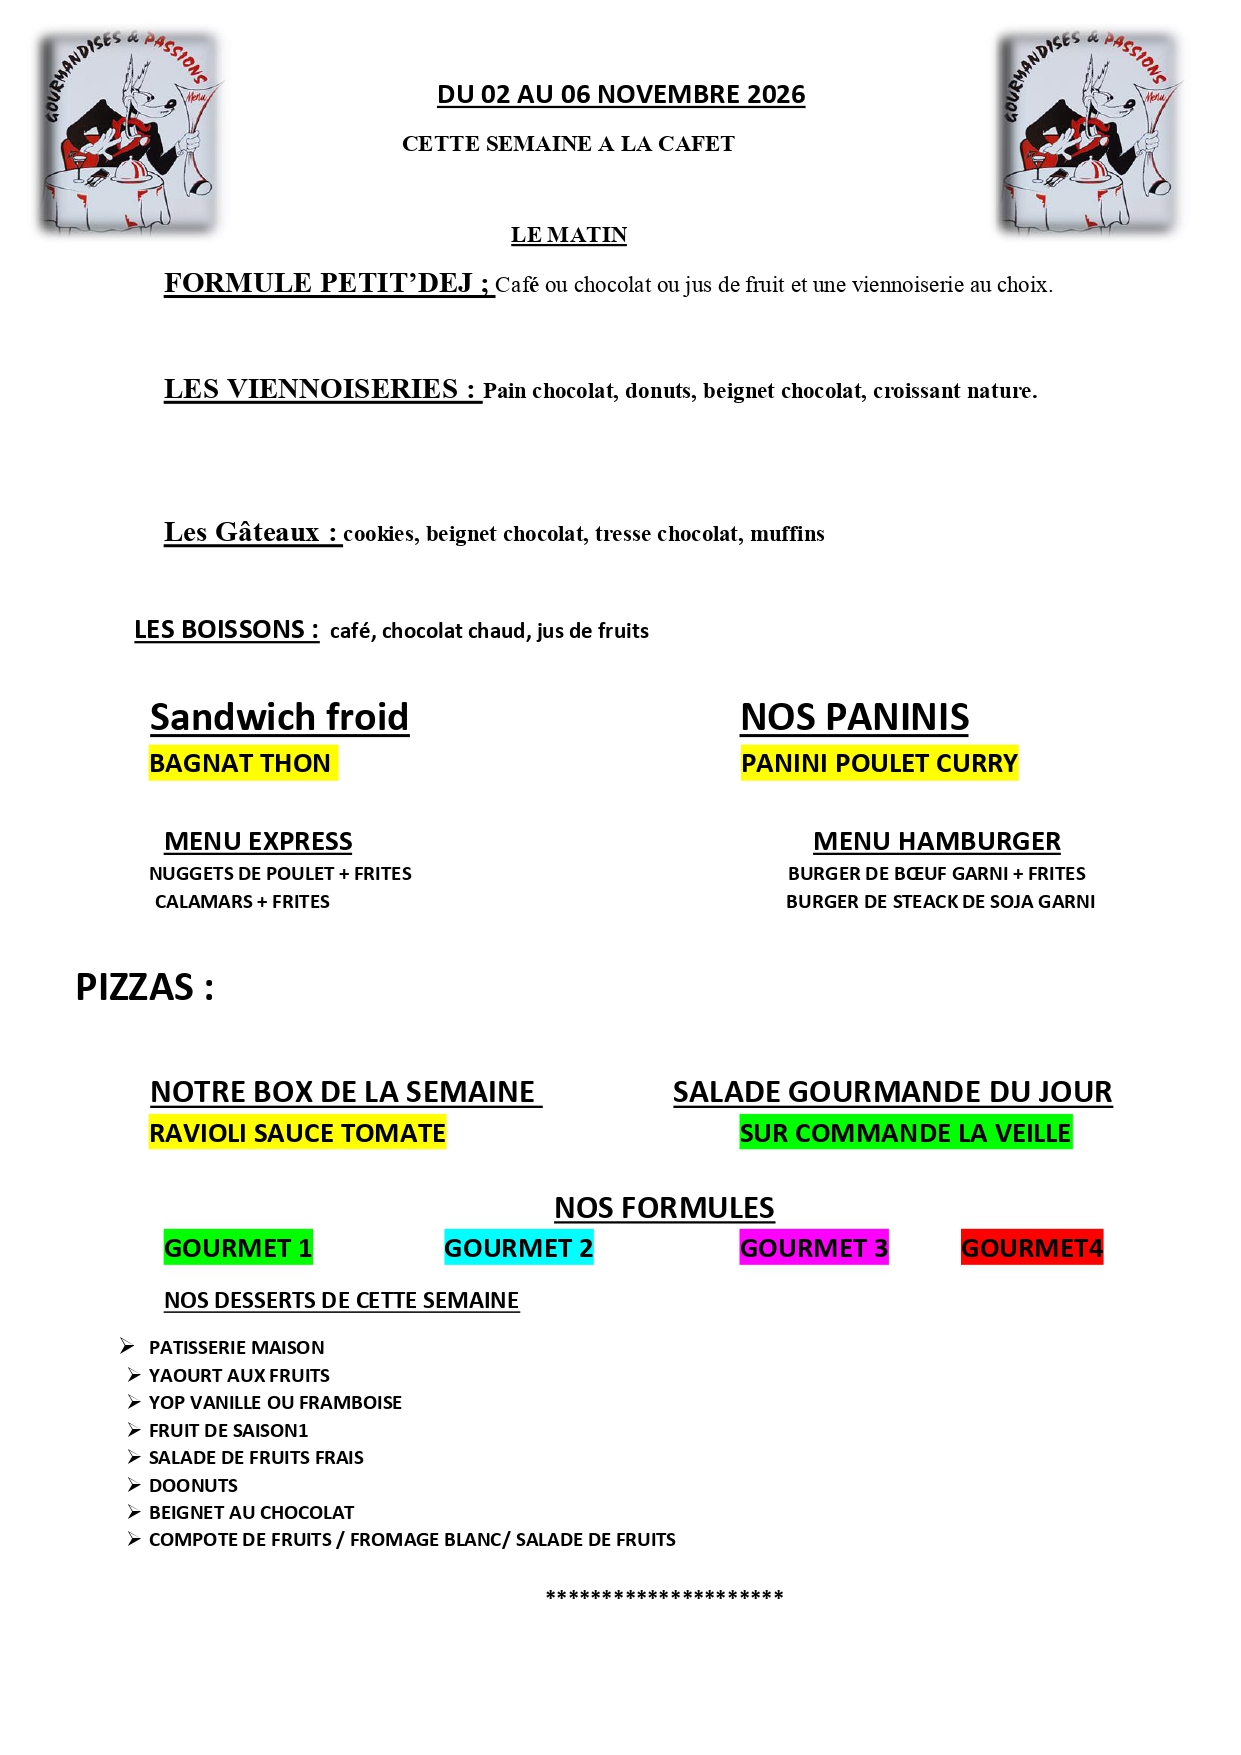 GOURMANDISES & PASSIONS
Menu
GOURMANDISES & PASSIONS
Menu
DU 02 AU 06 NOVEMBRE 2026
CETTE SEMAINE A LA CAFET
LE MATIN
FORMULE PETIT’DEJ ; Café ou chocolat ou jus de fruit et une viennoiserie au choix.
LES VIENNOISERIES : Pain chocolat, donuts, beignet chocolat, croissant nature.
Les Gâteaux : cookies, beignet chocolat, tresse chocolat, muffins
LES BOISSONS : café, chocolat chaud, jus de fruits
Sandwich froid NOS PANINIS
BAGNAT THON PANINI POULET CURRY
MENU EXPRESS MENU HAMBURGER
NUGGETS DE POULET + FRITES BURGER DE BŒUF GARNI + FRITES
CALAMARS + FRITES BURGER DE STEACK DE SOJA GARNI
PIZZAS :
NOTRE BOX DE LA SEMAINE SALADE GOURMANDE DU JOUR
RAVIOLI SAUCE TOMATE SUR COMMANDE LA VEILLE
NOS FORMULES
GOURMET 1 GOURMET 2 GOURMET 3 GOURMET4
NOS DESSERTS DE CETTE SEMAINE
➢ PATISSERIE MAISON
➢ YAOURT AUX FRUITS
➢ YOP VANILLE OU FRAMBOISE
➢ FRUIT DE SAISON1
➢ SALADE DE FRUITS FRAIS
➢ DOONUTS
➢ BEIGNET AU CHOCOLAT
➢ COMPOTE DE FRUITS / FROMAGE BLANC/ SALADE DE FRUITS
*********************